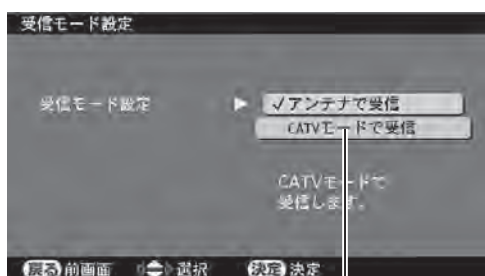 受信モード設定
受信モード設定 ▶ ✓アンテナで受信
CATVモードで受信
CATVモードで
受信します。
戻る 前画面 選択 決定 決定